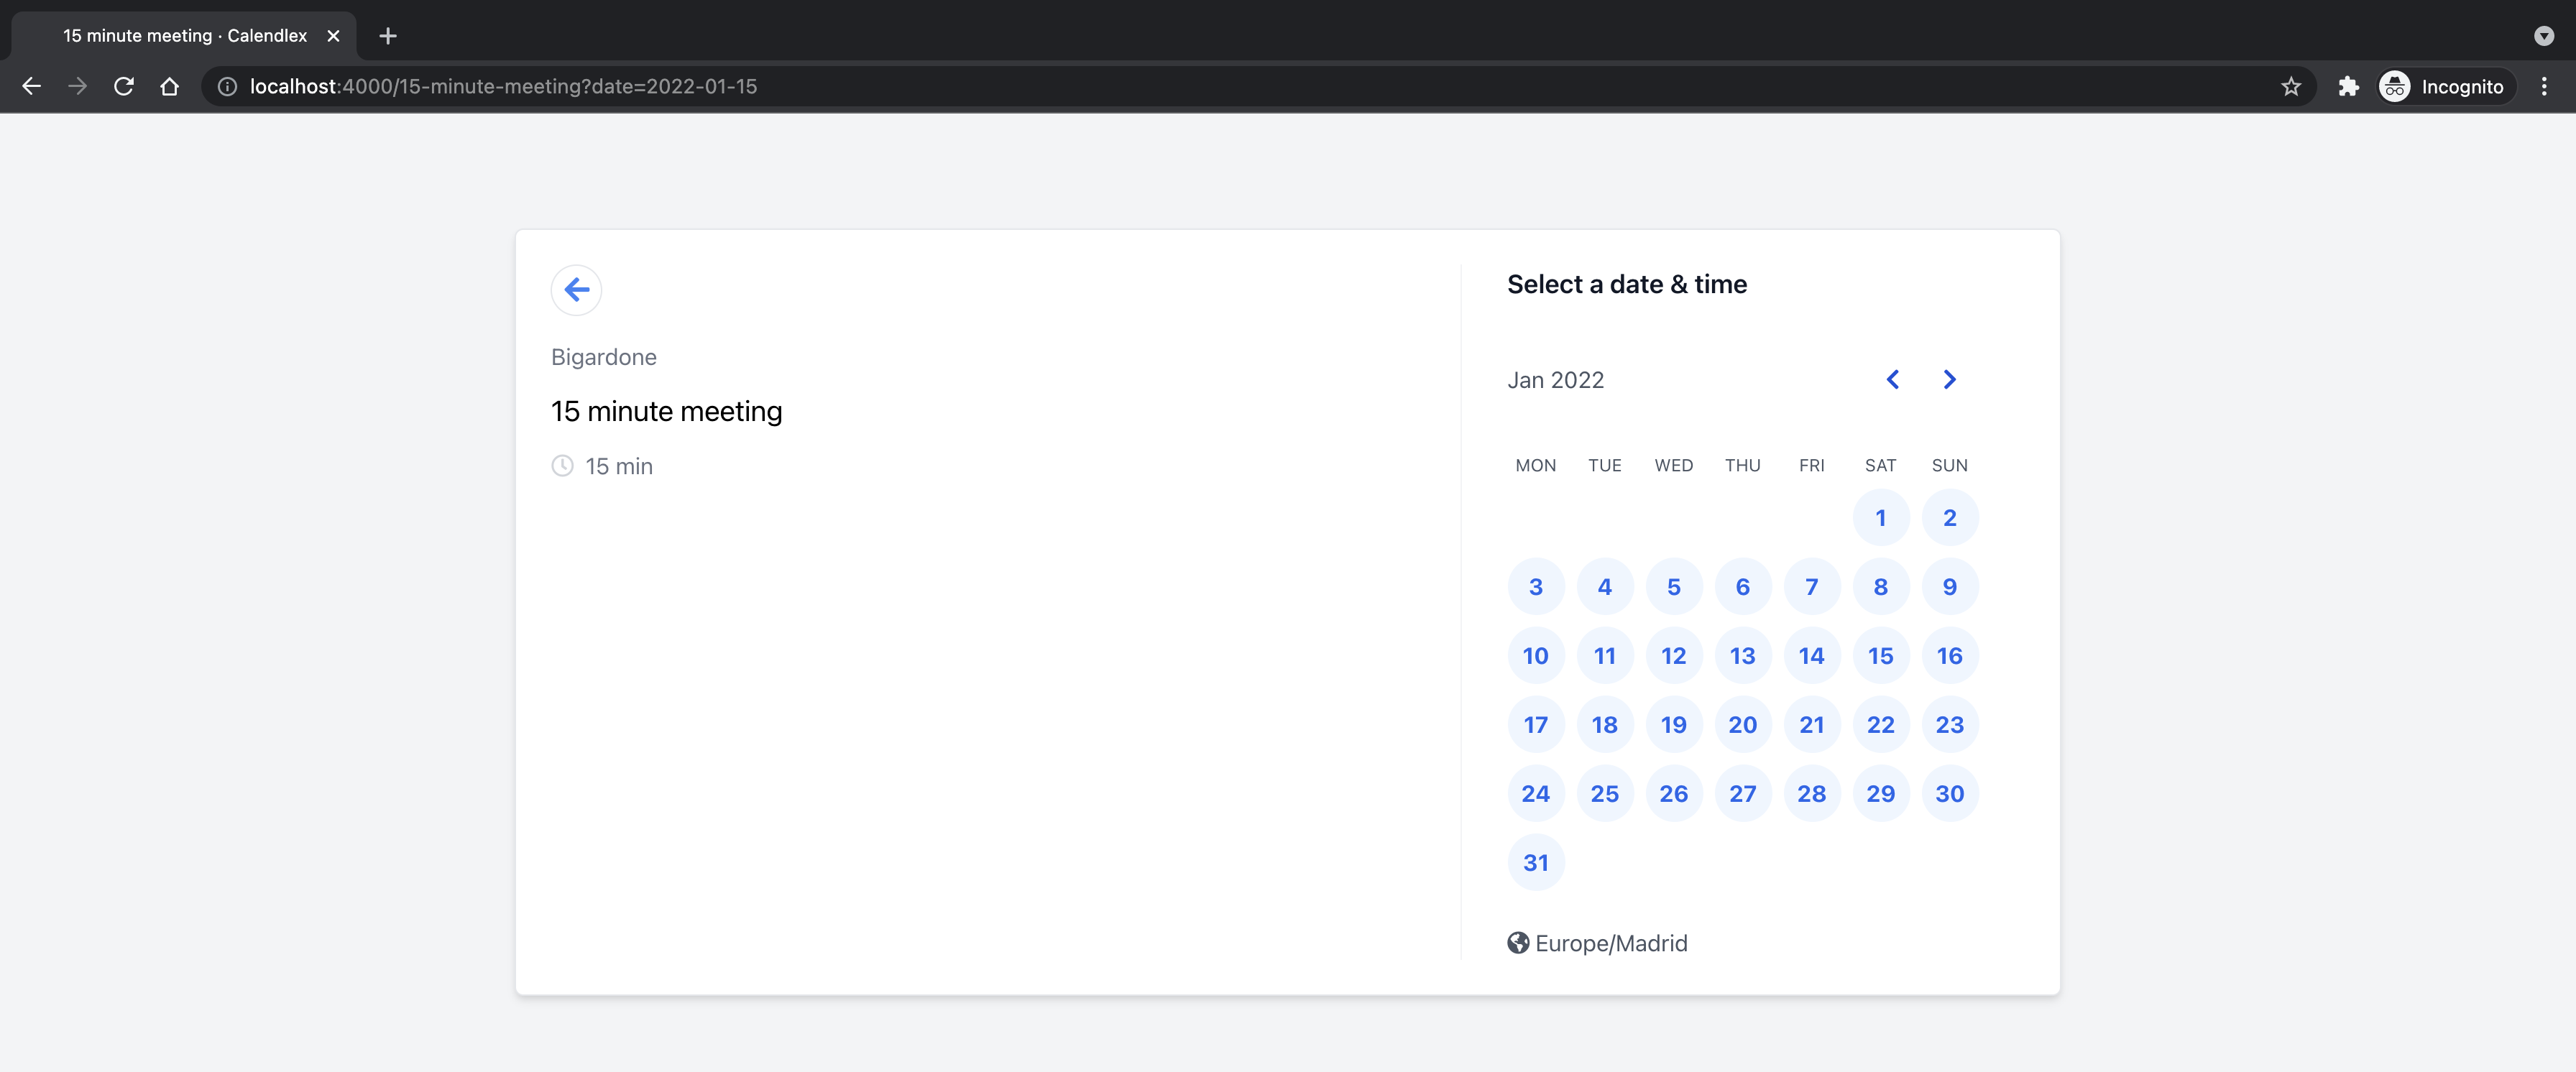 15 minute meeting · Calendlex
localhost:4000/15-minute-meeting?date=2022-01-15
Incognito
Bigardone
15 minute meeting
15 min
Select a date & time
Jan 2022
MON TUE WED THU FRI SAT SUN
1 2
3 4 5 6 7 8 9
10 11 12 13 14 15 16
17 18 19 20 21 22 23
24 25 26 27 28 29 30
31
Europe/Madrid